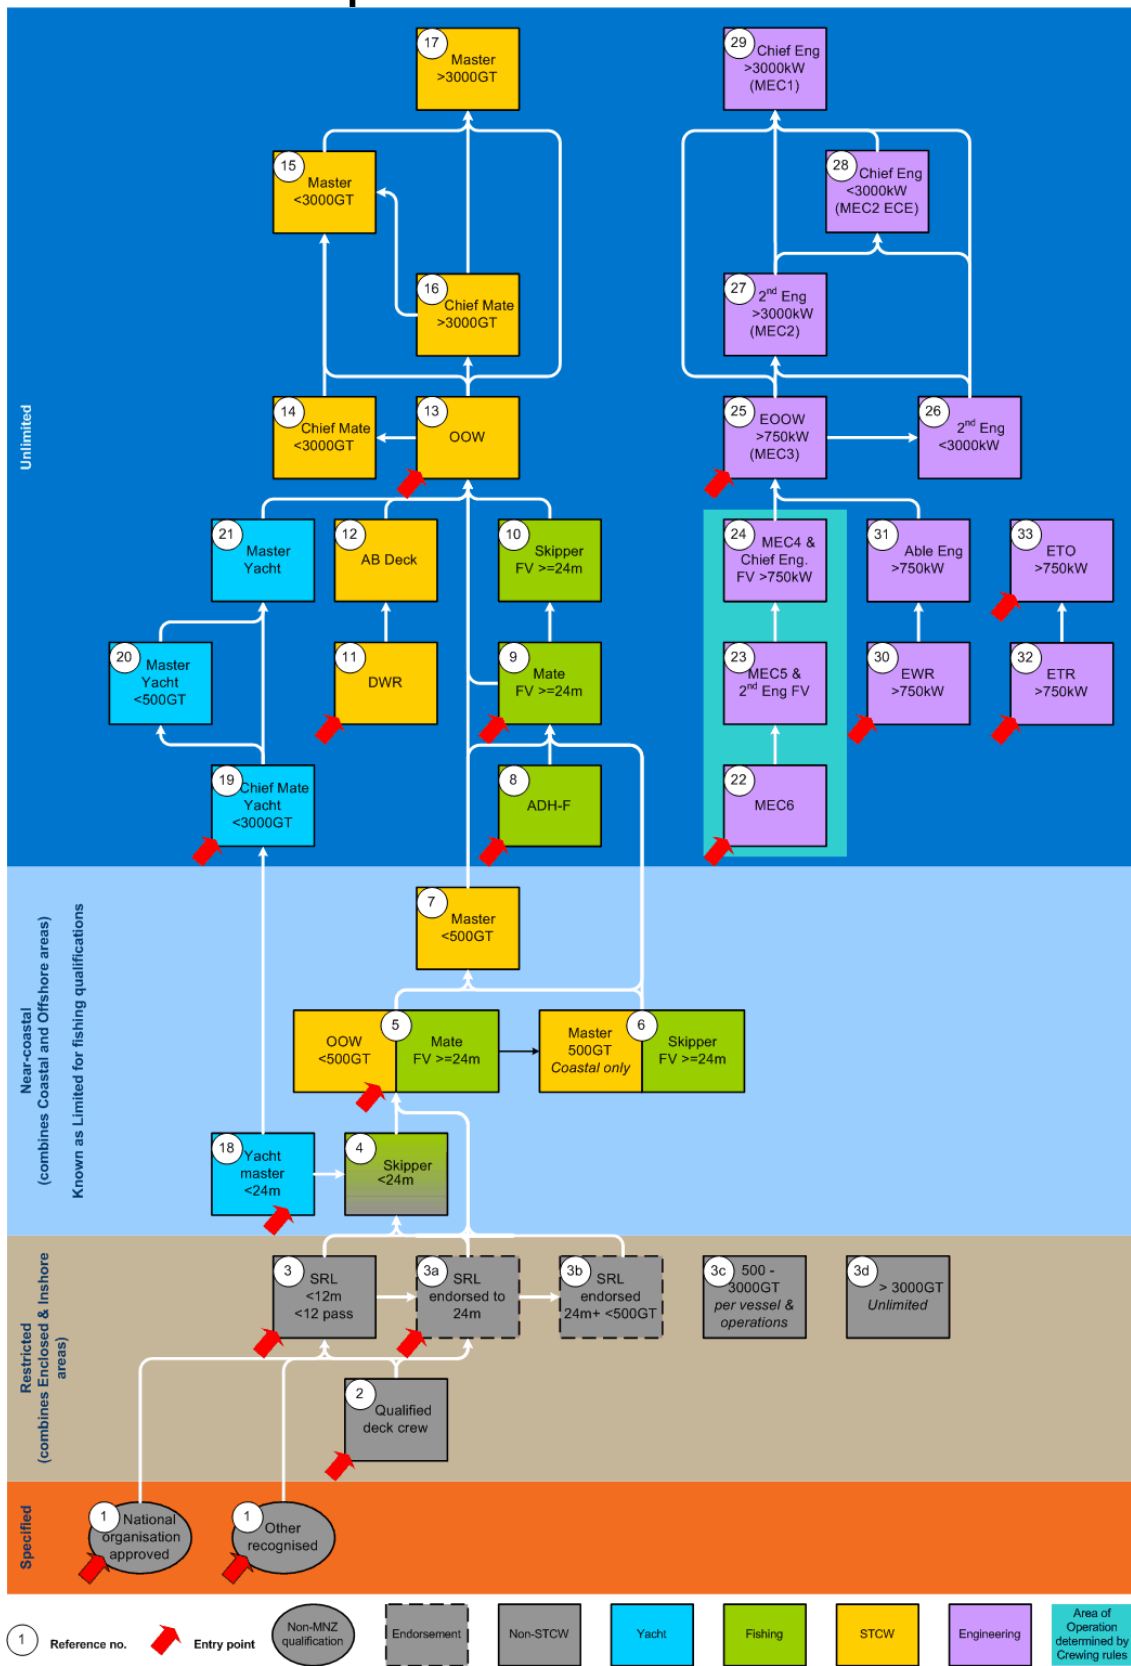 17
Master
>3000GT
29
Chief Eng
>3000kW
(MEC1)
15
Master
<3000GT
28
Chief Eng
<3000kW
(MEC2 ECE)
16
Chief Mate
>3000GT
27
2nd Eng
>3000kW
(MEC2)
Unlimited
14
Chief Mate
<3000GT
13
OOW
25
EOOW
>750kW
(MEC3)
26
2nd Eng
<3000kW
21
Master
Yacht
12
AB Deck
10
Skipper
FV >=24m
24
MEC4 &
Chief Eng.
FV >750kW
31
Able Eng
>750kW
33
ETO
>750kW
20
Master
Yacht
<500GT
11
DWR
9
Mate
FV >=24m
23
MEC5 &
2nd Eng FV
30
EWR
>750kW
32
ETR
>750kW
19
Chief Mate
Yacht
<3000GT
8
ADH-F
22
MEC6
Near-coastal
(combines Coastal and Offshore areas)
Known as Limited for fishing qualifications
7
Master
<500GT
OOW
<500GT
5
Mate
FV >=24m
Master
500GT
Coastal only
6
Skipper
FV >=24m
18
Yacht
master
<24m
4
Skipper
<24m
Restricted
(combines Enclosed & Inshore
areas)
3
SRL
<12m
<12 pass
3a
SRL
endorsed to
24m
3b
SRL
endorsed
24m+ <500GT
3c
500 -
3000GT
per vessel &
operations
3d
> 3000GT
Unlimited
2
Qualified
deck crew
Specified
1
National
organisation
approved
1
Other
recognised
1
Reference no.
Entry point
Non-MNZ
qualification
Endorsement
Non-STCW
Yacht
Fishing
STCW
Engineering
Area of
Operation
determined by
Crewing rules